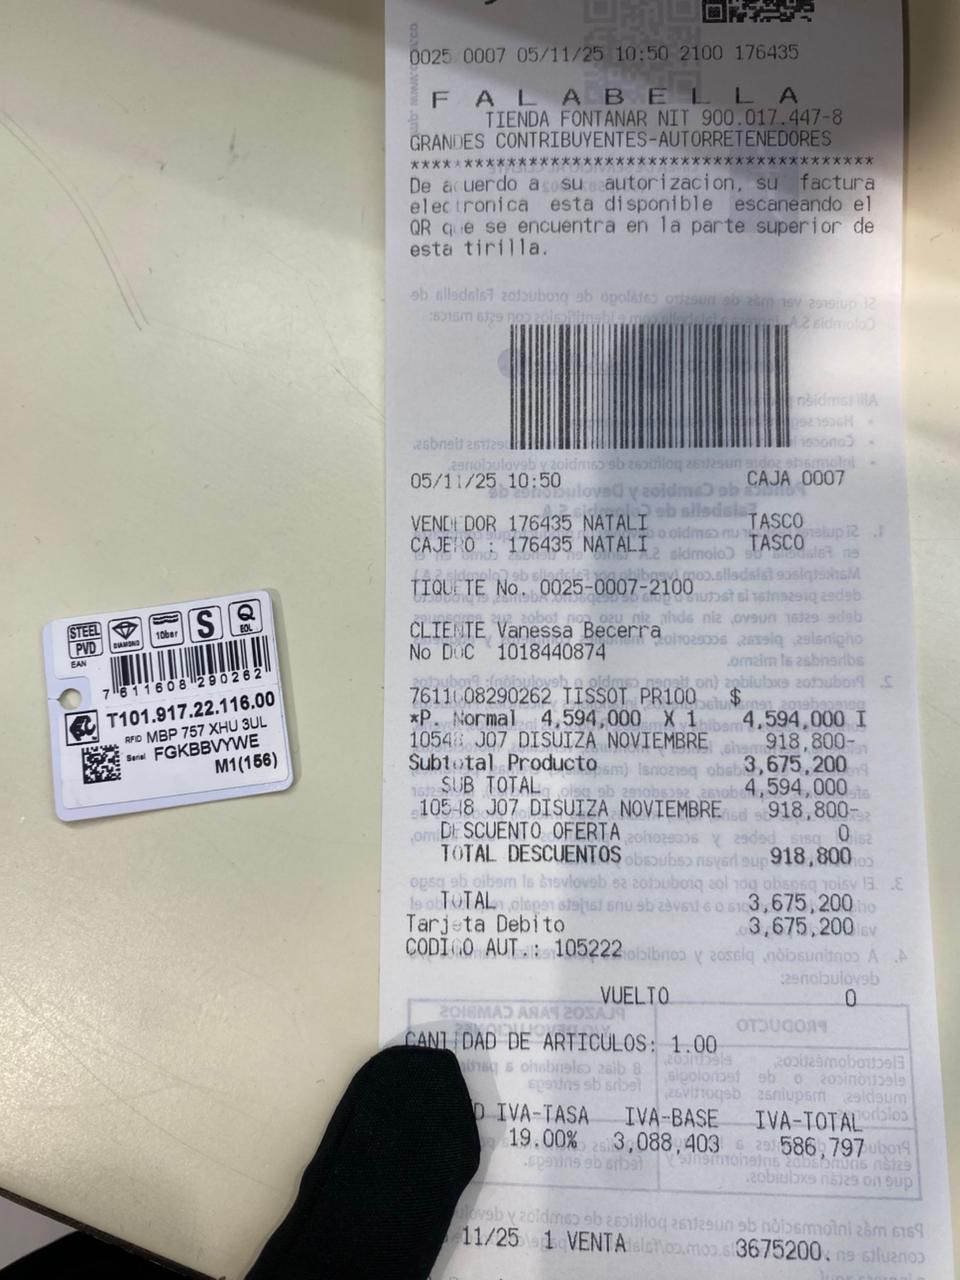 0025 0007 05/11/25 10:50 2100 176435
FALABELLA
TIENDA FONTANAR NIT 900.017.447-8
GRANDES CONTRIBUYENTES-AUTORRETENEDORES
********************************************
De acuerdo a su autorizacion, su factura
electronica esta disponible escaneando el
QR que se encuentra en la parte superior de
esta tirilla.
05/11/25 10:50 CAJA 0007
VENDEDOR 176435 NATALI TASCO
CAJERO : 176435 NATALI TASCO
TIQUETE No. 0025-0007-2100
CLIENTE Vanessa Becerra
No DOC 1018440874
7611608290262 TISSOT PR100 $
*P. Normal 4,594,000 X 1 4,594,000 I
10548 J07 DISUIZA NOVIEMBRE 918,800-
Subtotal Producto 3,675,200
SUB TOTAL 4,594,000
10548 J07 DISUIZA NOVIEMBRE 918,800-
DESCUENTO OFERTA 0
TOTAL DESCUENTOS 918,800
TOTAL 3,675,200
Tarjeta Debito 3,675,200
CODIGO AUT.: 105222
VUELTO 0
CANTIDAD DE ARTICULOS: 1.00
D IVA-TASA IVA-BASE IVA-TOTAL
19.00% 3,088,403 586,797
11/25 1 VENTA 3675200.
STEEL
PVD
DIAMOND
10bar
S
Q
EOL
EAN
7 611608 290262
T101.917.22.116.00
RFID MBP 757 XHU 3UL
Serial FGKBBVYWE
M1(156)